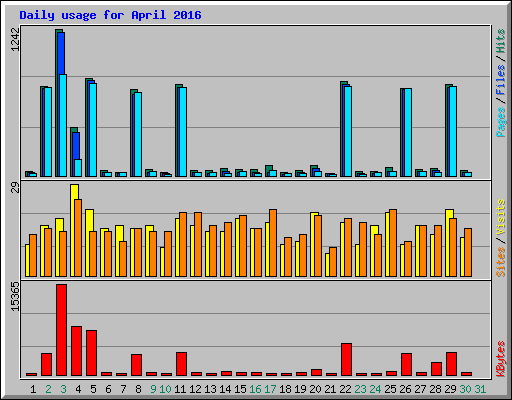 Daily usage for April 2016
1242
Pages / Files / Hits
29
Sites / Visits
15365
KBytes
1 2 3 4 5 6 7 8 9 10 11 12 13 14 15 16 17 18 19 20 21 22 23 24 25 26 27 28 29 30 31